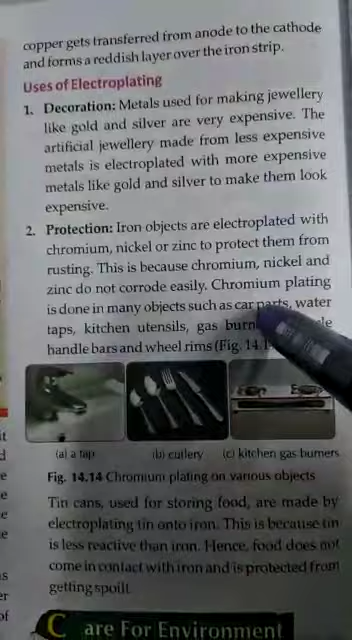 copper gets transferred from anode to the cathode
and forms a reddish layer over the iron strip.
Uses of Electroplating
1. Decoration: Metals used for making jewellery
like gold and silver are very expensive. The
artificial jewellery made from less expensive
metals is electroplated with more expensive
metals like gold and silver to make them look
expensive.
2. Protection: Iron objects are electroplated with
chromium, nickel or zinc to protect them from
rusting. This is because chromium, nickel and
zinc do not corrode easily. Chromium plating
is done in many objects such as car parts, water
taps, kitchen utensils, gas
handle bars and wheel rims (Fig. 14.1
(a) a tap (b) cutlery (c) kitchen gas burners
Fig. 14.14 Chromium plating on various objects
Tin cans, used for storing food, are made by
electroplating tin onto iron. This is because tin
is less reactive than iron. Hence, food does not
come in contact with iron and is protected from
getting spoilt.
Care For Environment